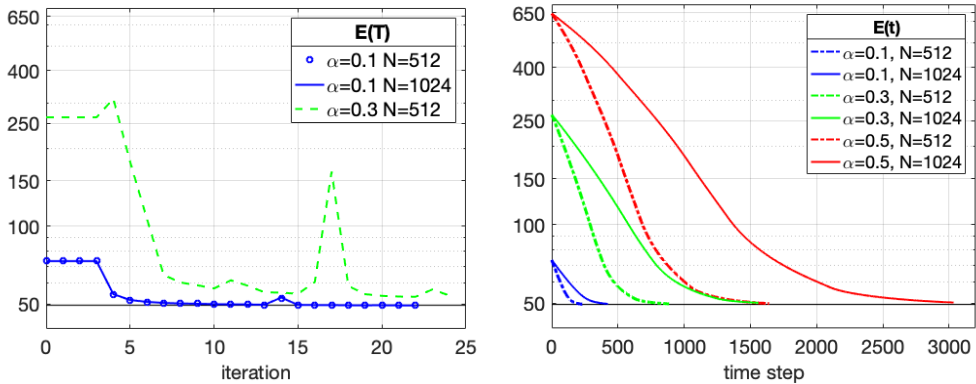 650
400
250
150
100
50
0
5
10
15
20
25
iteration
E(T)
α=0.1 N=512
α=0.1 N=1024
α=0.3 N=512
650
400
250
150
100
50
0
500
1000
1500
2000
2500
3000
time step
E(t)
α=0.1, N=512
α=0.1, N=1024
α=0.3, N=512
α=0.3, N=1024
α=0.5, N=512
α=0.5, N=1024